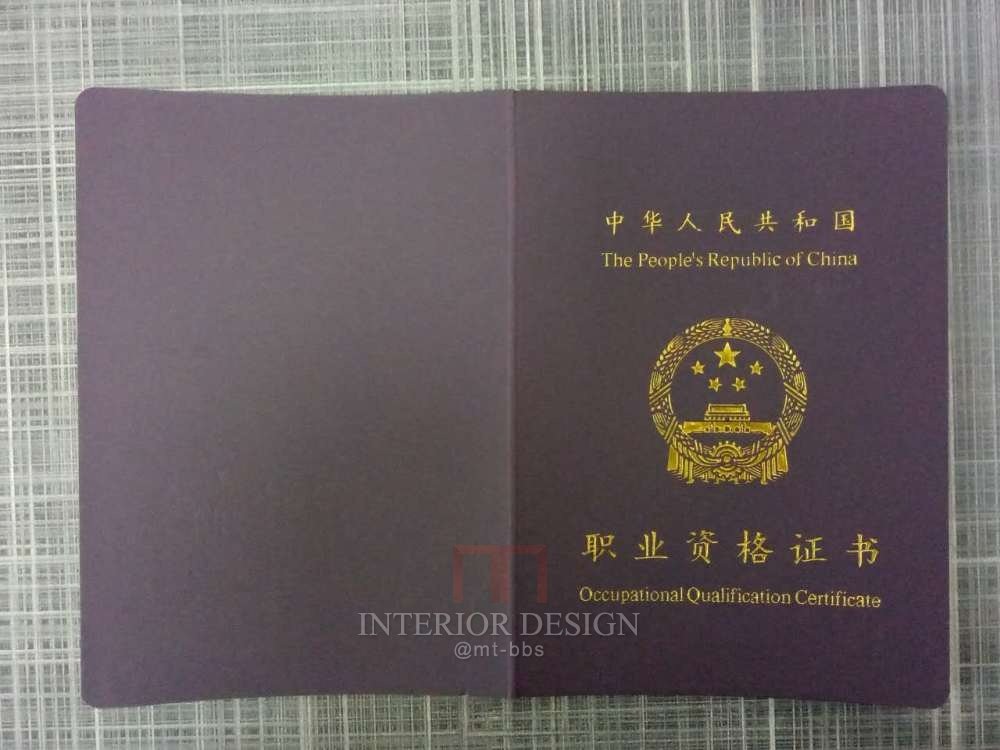 中华人民共和国
The People's Republic of China
职业资格证书
Occupational Qualification Certificate
INTERIOR DESIGN
@mt-bbs